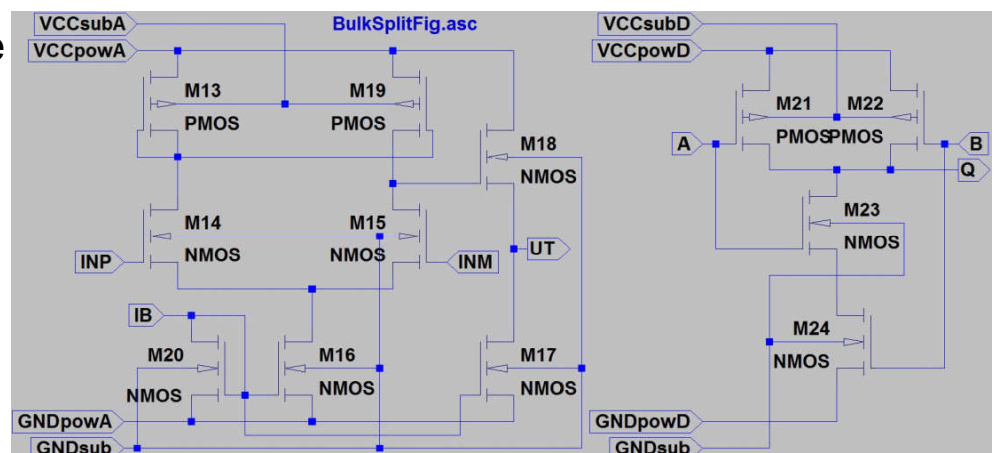 e
VCCsubA
BulkSplitFig.asc
VCCsubD
VCCpowA
VCCpowD
M13
M19
M21
M22
PMOS
PMOS
PMOS
PMOS
M18
A
B
NMOS
Q
M14
M15
M23
NMOS
NMOS
NMOS
UT
INP
INM
IB
M20
M16
M17
M24
NMOS
NMOS
NMOS
NMOS
GNDpowA
GNDpowD
GNDsub
GNDsub